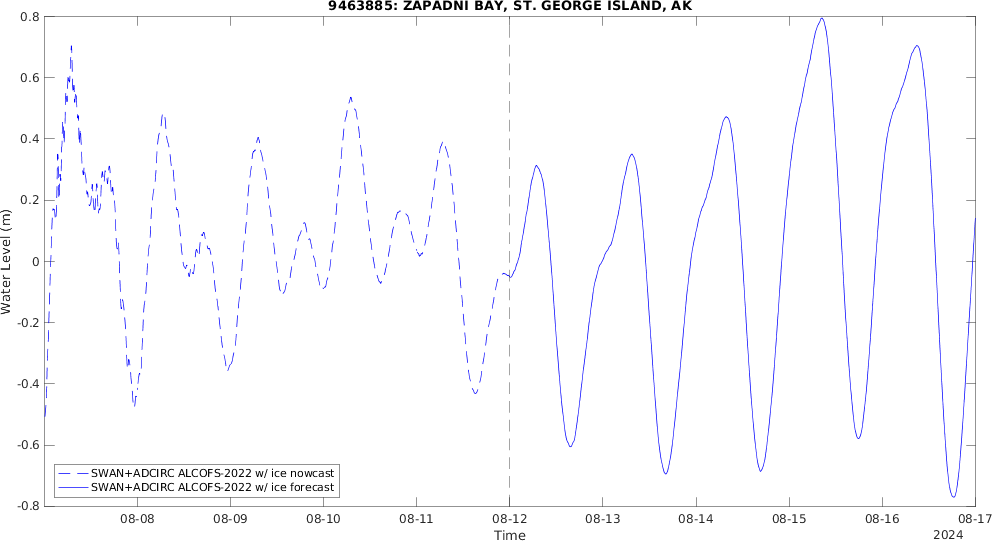 9463885: ZAPADNI BAY, ST. GEORGE ISLAND, AK
0.8
0.6
0.4
0.2
0
-0.2
-0.4
-0.6
-0.8
Water Level (m)
SWAN+ADCIRC ALCOFS-2022 w/ ice nowcast
SWAN+ADCIRC ALCOFS-2022 w/ ice forecast
08-08 08-09 08-10 08-11 08-12 08-13 08-14 08-15 08-16 08-17
Time
2024